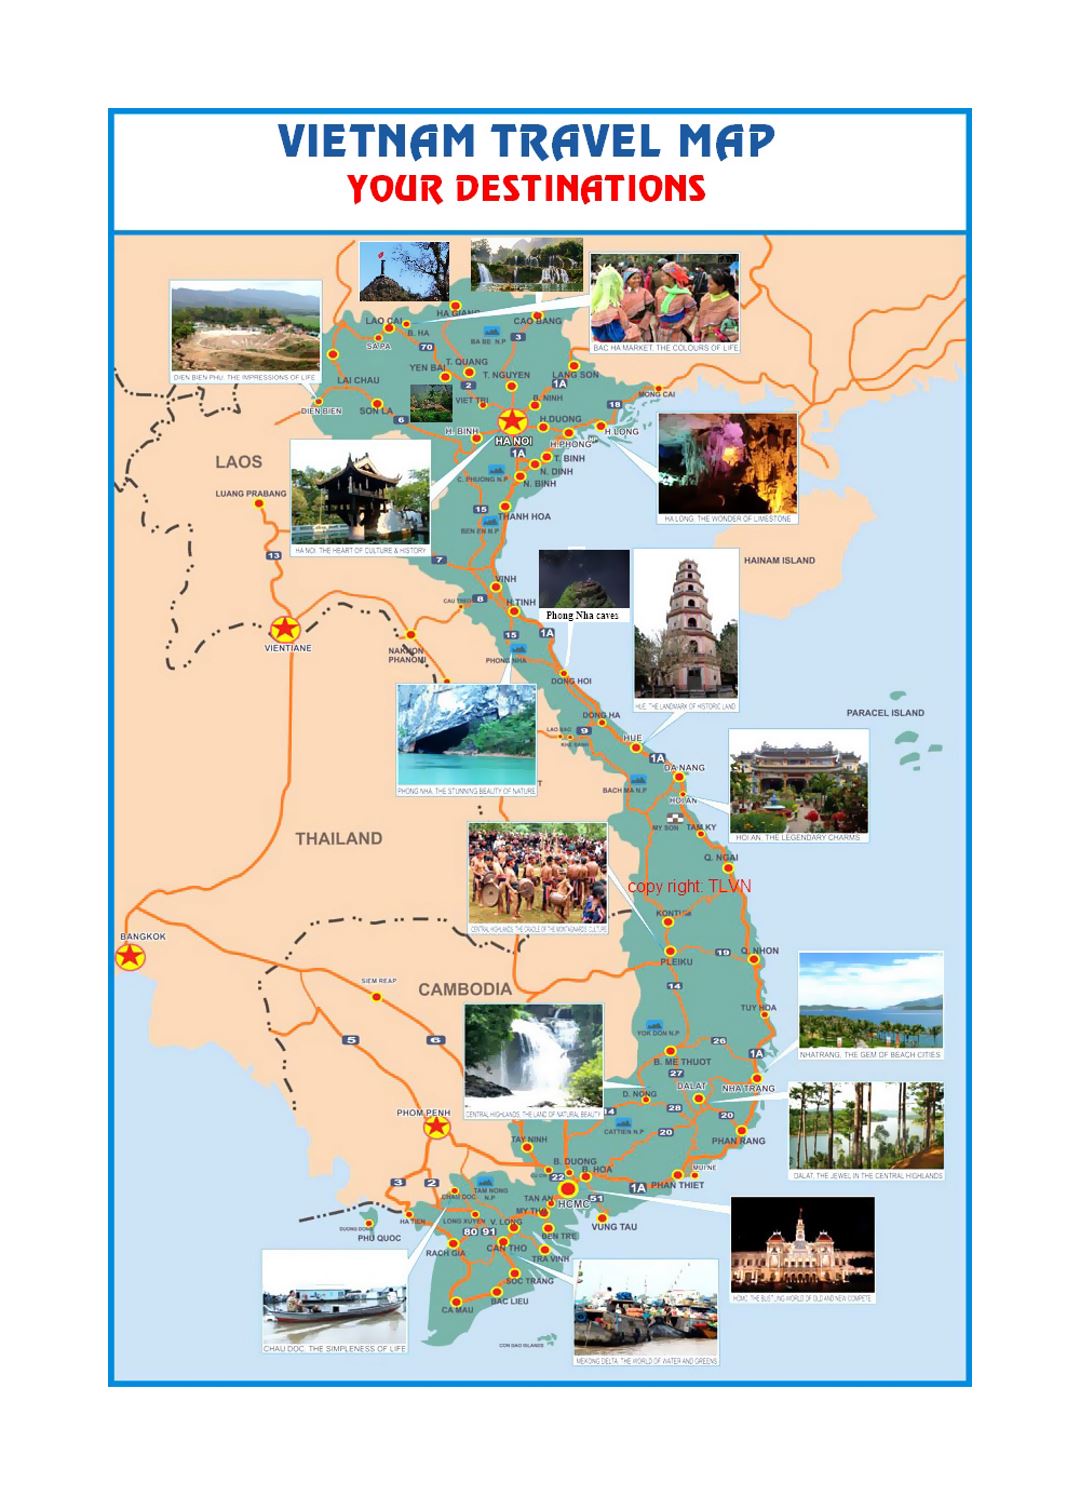 VIETNAM TRAVEL MAP
YOUR DESTINATIONS
BAC HA MARKET, THE COLOURS OF LIFE
DIEN BIEN PHU, THE IMPRESSIONS OF LIFE
HA GIANG
CAO BANG
LAO CAI
B. HA
SAPA
BA BE N.P
3
70
LAI CHAU
YEN BAI
T. QUANG
T. NGUYEN
LANG SON
1A
2
DIEN BIEN
SON LA
VIET TRI
B. NINH
18
MONG CAI
6
H. BINH
HA NOI
H.DUONG
H.PHONG
H LONG
1A
T. BINH
N. DINH
N. BINH
C. PHUONG N.P
HA LONG, THE WONDER OF LIMESTONE
LAOS
LUANG PRABANG
15
THANH HOA
BEN EN N.P
HA NOI, THE HEART OF CULTURE & HISTORY
13
7
HAINAM ISLAND
VINH
8
H.TINH
Phong Nha caves
VIENTIANE
NAKHON
PHANOMI
15
1A
PHONG NHA
DONG HOI
HUE, THE LANDMARK OF HISTORIC LAND
DONG HA
LAO BAO
9
HUE
PARACEL ISLAND
1A
DA NANG
BACH MA N.P
HOI AN
PHONG NHA, THE STUNNING BEAUTY OF NATURE
T
MY SON
TAM KY
HOI AN, THE LEGENDARY CHARMS
THAILAND
Q. NGAI
copy right: TLVN
KONTUM
CENTRAL HIGHLANDS, THE CRADLE OF THE MONTAGNARDS CULTURE
BANGKOK
PLEIKU
19
Q. NHON
SIEM REAP
CAMBODIA
14
TUY HOA
YOK DON N.P
5
6
26
1A
NHATRANG, THE GEM OF BEACH CITIES
B. ME THUOT
27
DALAT
NHA TRANG
D. NONG
CENTRAL HIGHLANDS, THE LAND OF NATURAL BEAUTY
14
28
20
PHOM PENH
CATTIEN N.P
20
PHAN RANG
TAY NINH
DALAT, THE JEWEL IN THE CENTRAL HIGHLANDS
B. DUONG
CU CHI
22
B. HOA
MUI NE
PHAN THIET
1A
3
2
CHAU DOC
TAM NONG
N.P
TAN AN
HCMC
51
MY THO
HA TIEN
LONG XUYEN
V. LONG
VUNG TAU
DUONG DONG
PHU QUOC
80
91
BEN TRE
RACH GIA
CAN THO
TRA VINH
SOC TRANG
HCMC, THE BUSTLING WORLD OF OLD AND NEW COMPETE
CA MAU
BAC LIEU
CHAU DOC, THE SIMPLENESS OF LIFE
CON DAO ISLANDS
MEKONG DELTA, THE WORLD OF WATER AND GREENS